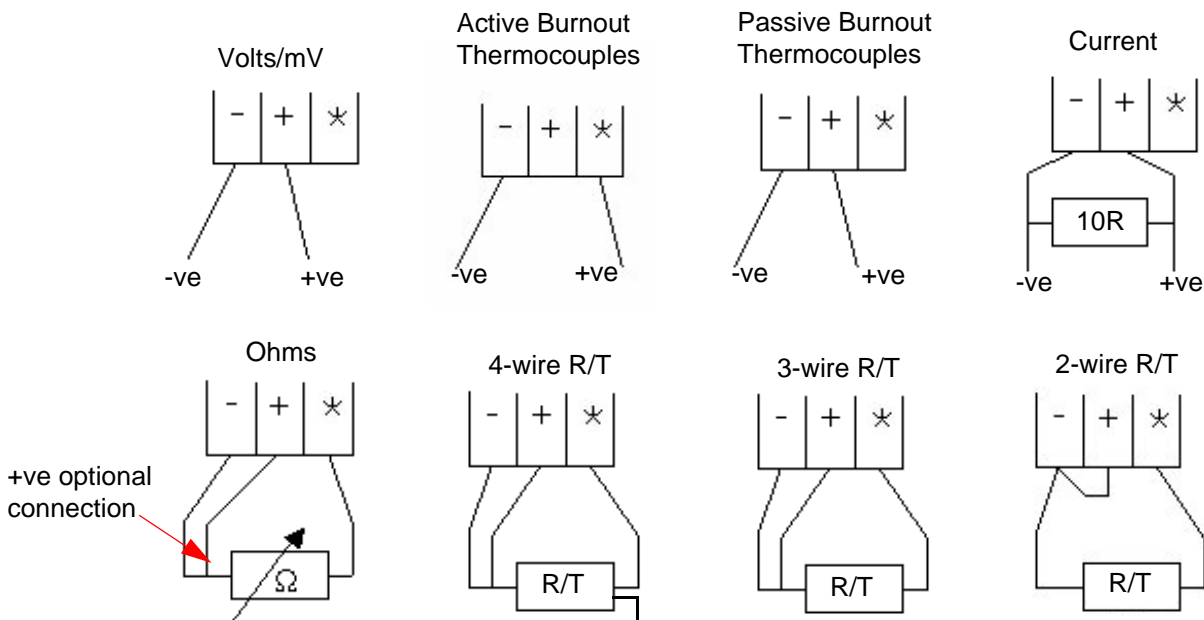 Volts/mV
- + *
-ve +ve
Active Burnout
Thermocouples
- + *
-ve +ve
Passive Burnout
Thermocouples
- + *
-ve +ve
Current
- + *
10R
-ve +ve
Ohms
- + *
+ve optional
connection
Ω
4-wire R/T
- + *
R/T
3-wire R/T
- + *
R/T
2-wire R/T
- + *
R/T